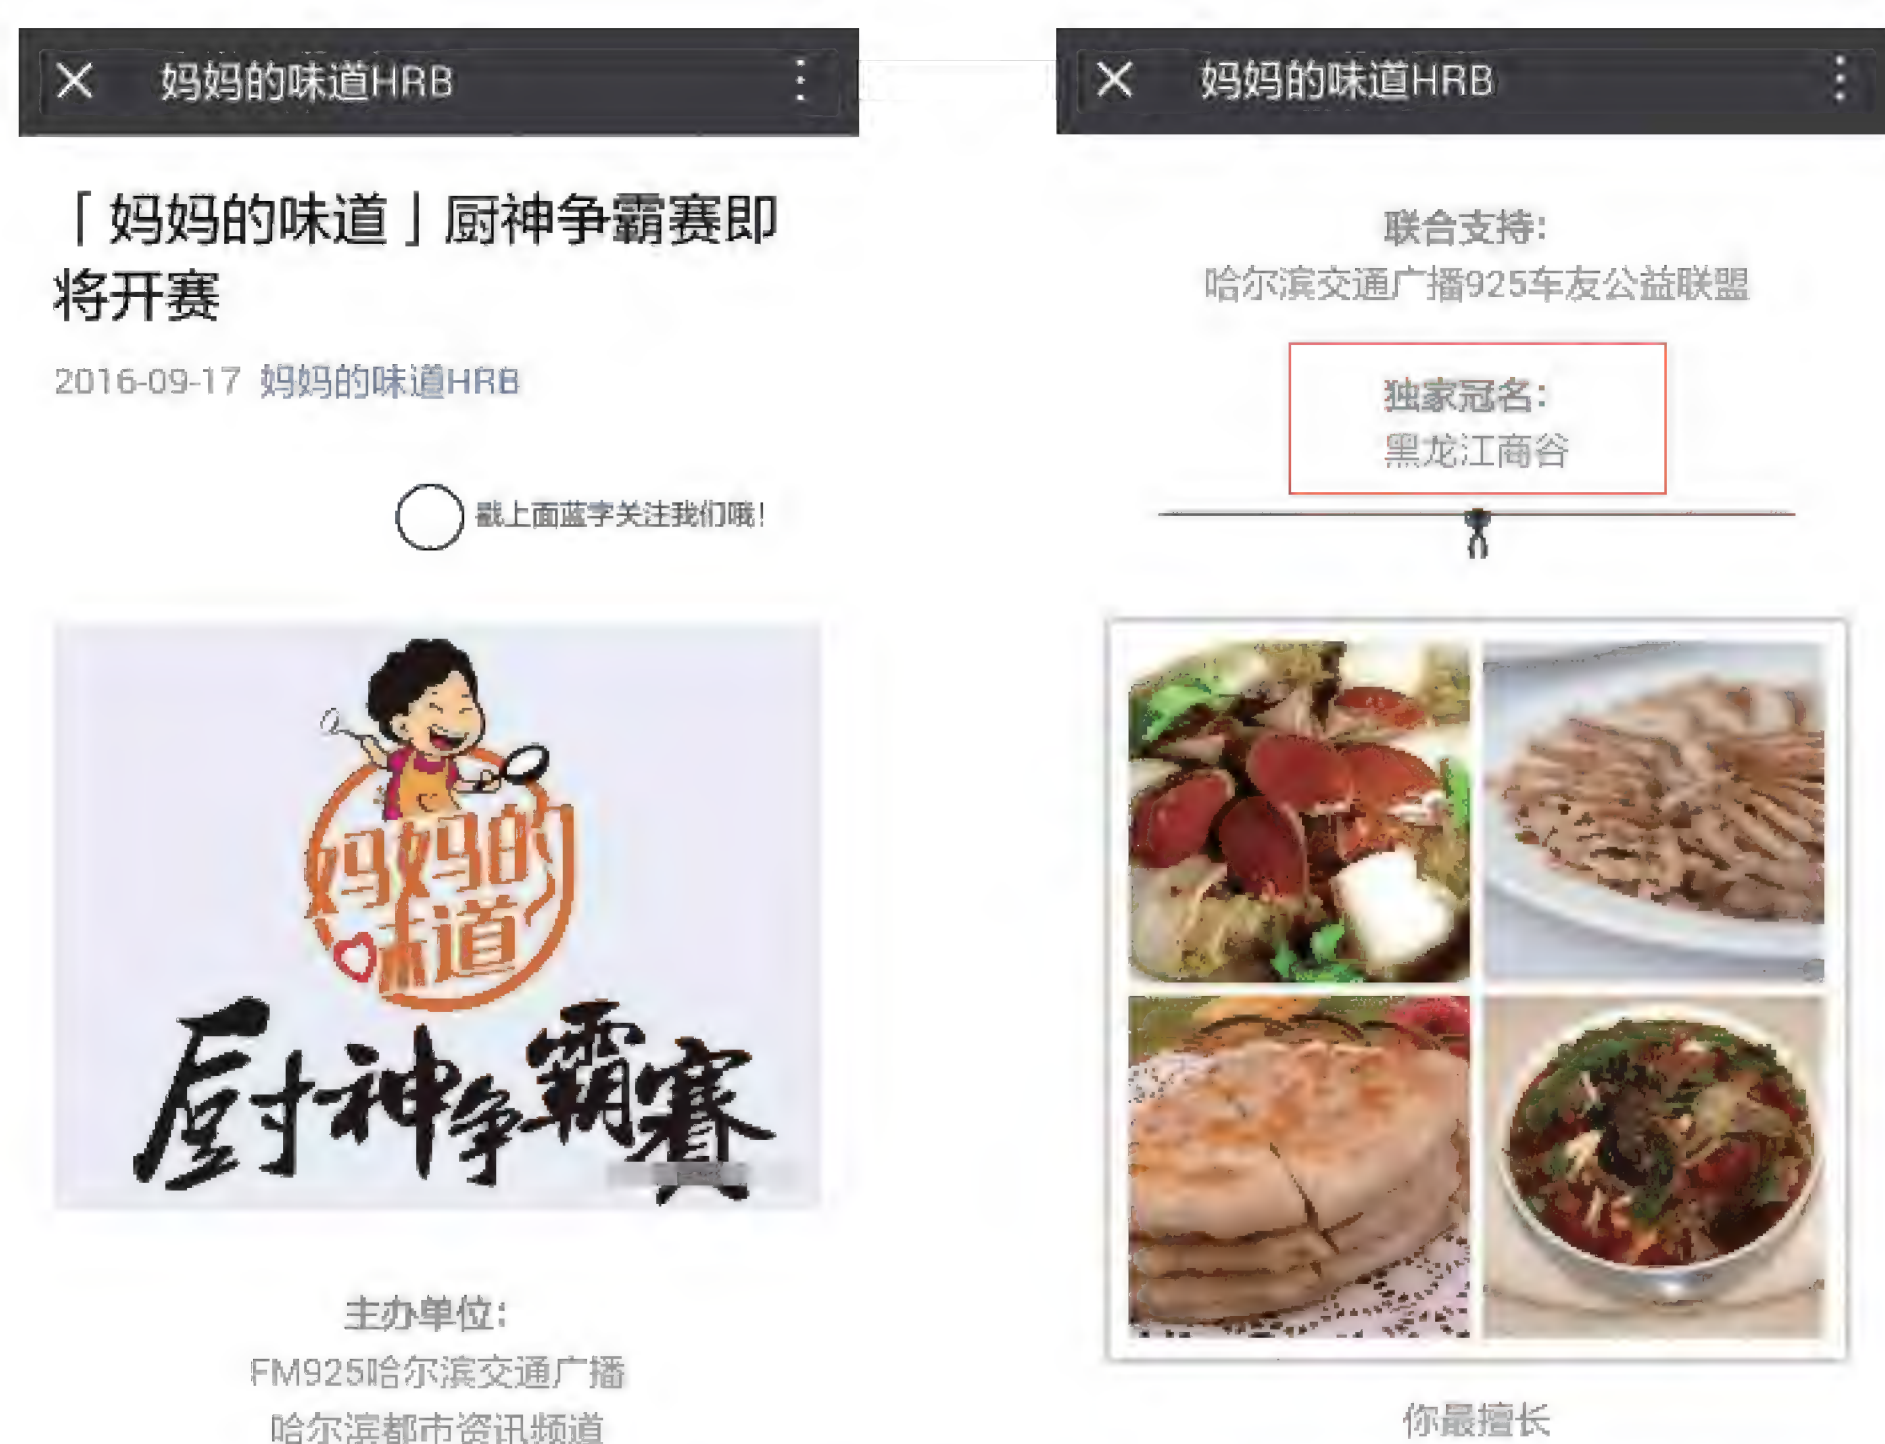 妈妈的味道HRB
「妈妈的味道」厨神争霸赛即
将开赛
2016-09-17 妈妈的味道HRB
戳上面蓝字关注我们哦!
妈妈的
味道
厨神争霸赛
主办单位:
FM925哈尔滨交通广播
哈尔滨都市资讯频道
妈妈的味道HRB
联合支持:
哈尔滨交通广播925车友公益联盟
独家冠名:
黑龙江商谷
你最擅长